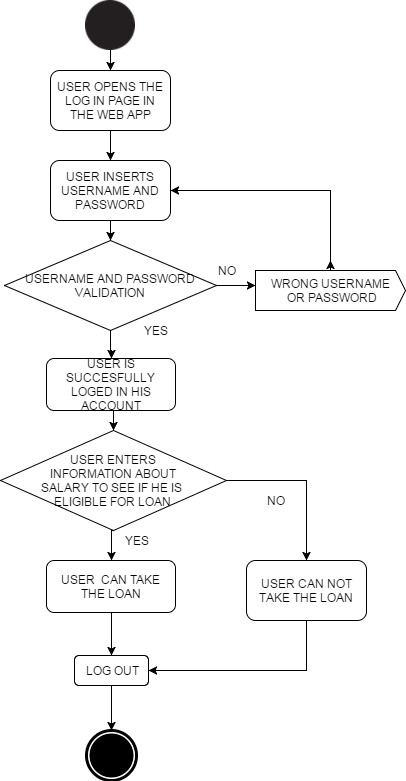 USER OPENS THE
LOG IN PAGE IN
THE WEB APP
USER INSERTS
USERNAME AND
PASSWORD
USERNAME AND PASSWORD
VALIDATION
NO
WRONG USERNAME
OR PASSWORD
YES
USER IS
SUCCESFULLY
LOGED IN HIS
ACCOUNT
USER ENTERS
INFORMATION ABOUT
SALARY TO SEE IF HE IS
ELIGIBLE FOR LOAN
NO
YES
USER CAN TAKE
THE LOAN
USER CAN NOT
TAKE THE LOAN
LOG OUT